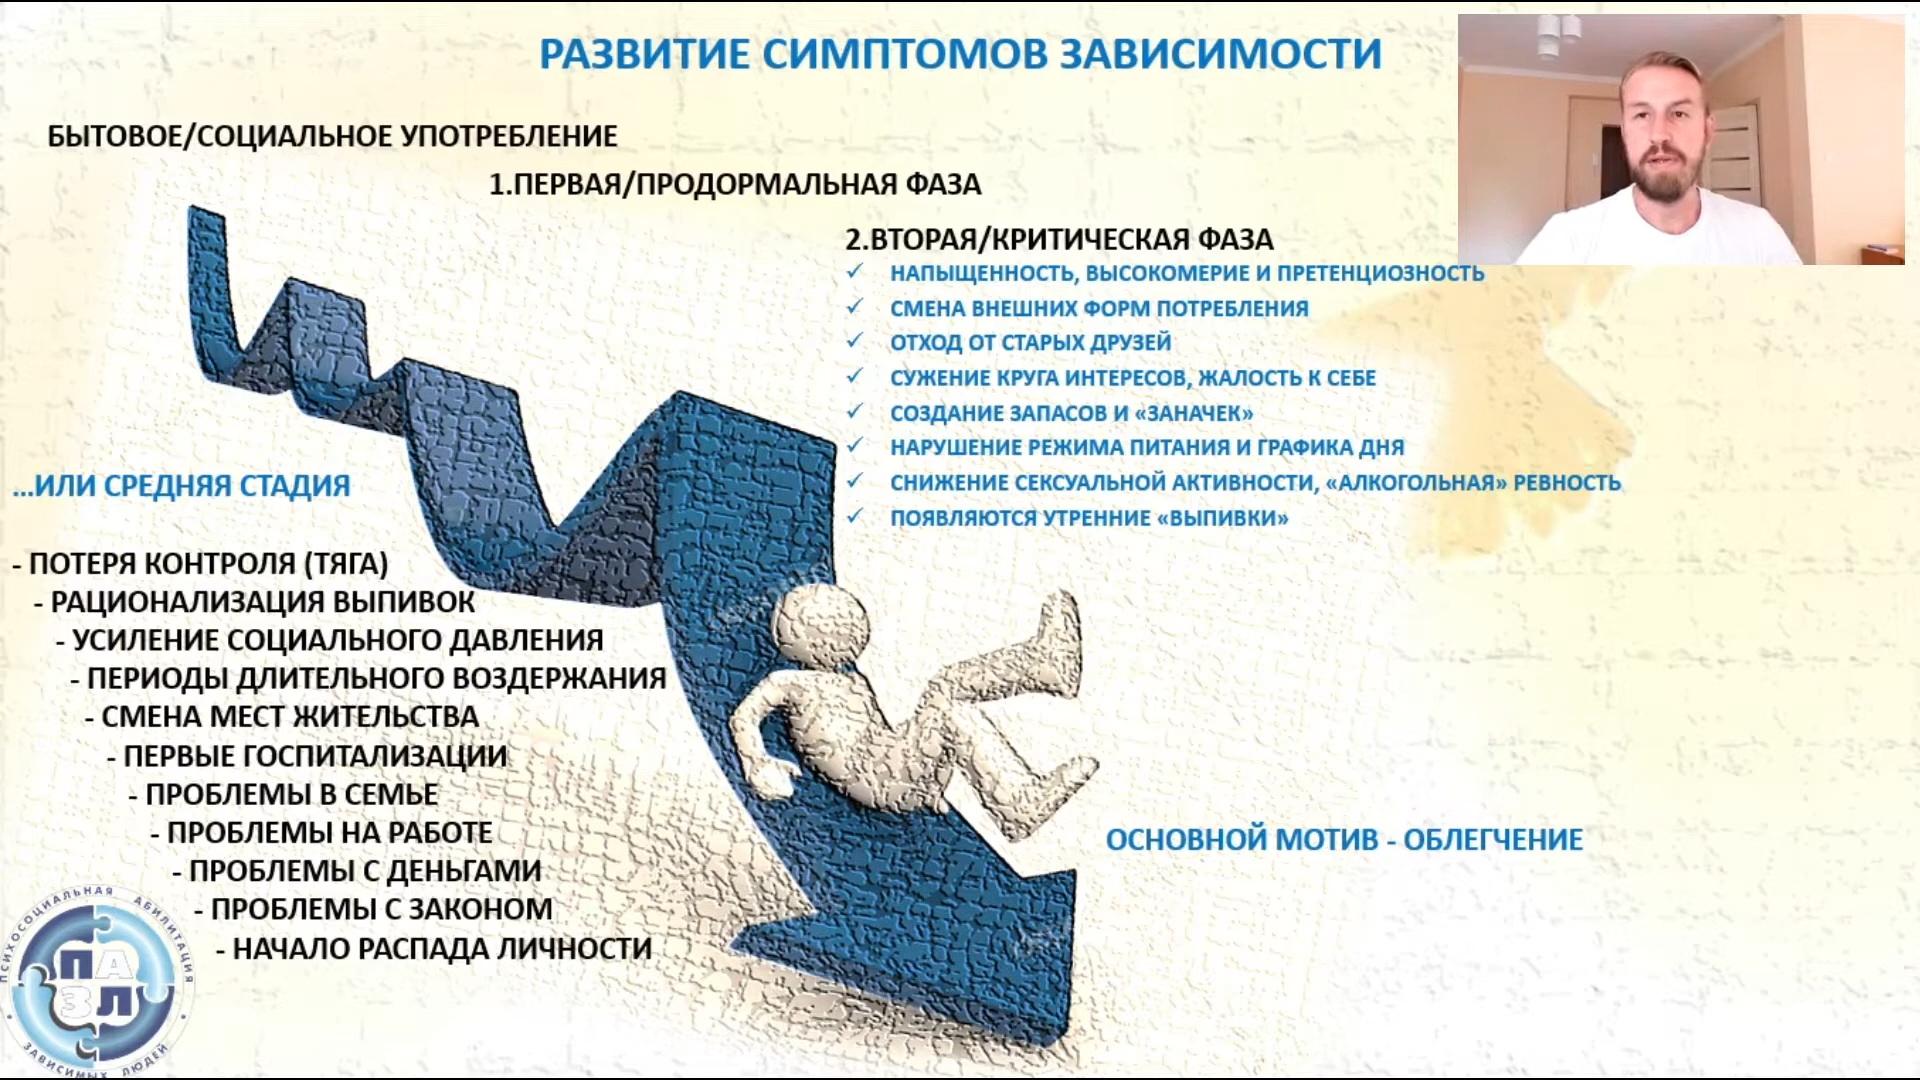 РАЗВИТИЕ СИМПТОМОВ ЗАВИСИМОСТИ
БЫТОВОЕ/СОЦИАЛЬНОЕ УПОТРЕБЛЕНИЕ
1.ПЕРВАЯ/ПРОДОРМАЛЬНАЯ ФАЗА
2.ВТОРАЯ/КРИТИЧЕСКАЯ ФАЗА
✓ НАПЫЩЕННОСТЬ, ВЫСОКОМЕРИЕ И ПРЕТЕНЦИОЗНОСТЬ
✓ СМЕНА ВНЕШНИХ ФОРМ ПОТРЕБЛЕНИЯ
✓ ОТХОД ОТ СТАРЫХ ДРУЗЕЙ
✓ СУЖЕНИЕ КРУГА ИНТЕРЕСОВ, ЖАЛОСТЬ К СЕБЕ
✓ СОЗДАНИЕ ЗАПАСОВ И «ЗАНАЧЕК»
✓ НАРУШЕНИЕ РЕЖИМА ПИТАНИЯ И ГРАФИКА ДНЯ
✓ СНИЖЕНИЕ СЕКСУАЛЬНОЙ АКТИВНОСТИ, «АЛКОГОЛЬНАЯ» РЕВНОСТЬ
✓ ПОЯВЛЯЮТСЯ УТРЕННИЕ «ВЫПИВКИ»
...ИЛИ СРЕДНЯЯ СТАДИЯ
- ПОТЕРЯ КОНТРОЛЯ (ТЯГА)
- РАЦИОНАЛИЗАЦИЯ ВЫПИВОК
- УСИЛЕНИЕ СОЦИАЛЬНОГО ДАВЛЕНИЯ
- ПЕРИОДЫ ДЛИТЕЛЬНОГО ВОЗДЕРЖАНИЯ
- СМЕНА МЕСТ ЖИТЕЛЬСТВА
- ПЕРВЫЕ ГОСПИТАЛИЗАЦИИ
- ПРОБЛЕМЫ В СЕМЬЕ
- ПРОБЛЕМЫ НА РАБОТЕ
- ПРОБЛЕМЫ С ДЕНЬГАМИ
- ПРОБЛЕМЫ С ЗАКОНОМ
- НАЧАЛО РАСПАДА ЛИЧНОСТИ
ОСНОВНОЙ МОТИВ - ОБЛЕГЧЕНИЕ
ПСИХОСОЦИАЛЬНАЯ АБИЛИТАЦИЯ
ПА
ЗЛ
ЗАВИСИМЫХ ЛЮДЕЙ